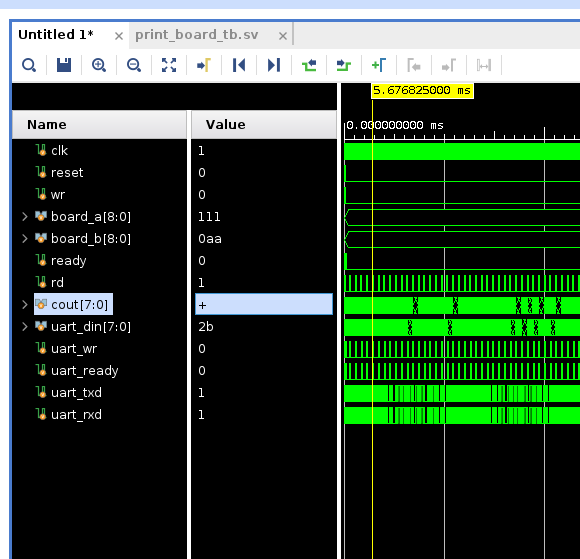 Untitled 1* ×
print_board_tb.sv ×
5.676825000 ms
Name
Value
0.000000000 ms
clk 1
reset 0
wr 0
board_a[8:0] 111
board_b[8:0] 0aa
ready 0
rd 1
cout[7:0] +
uart_din[7:0] 2b
uart_wr 0
uart_ready 0
uart_txd 1
uart_rxd 1